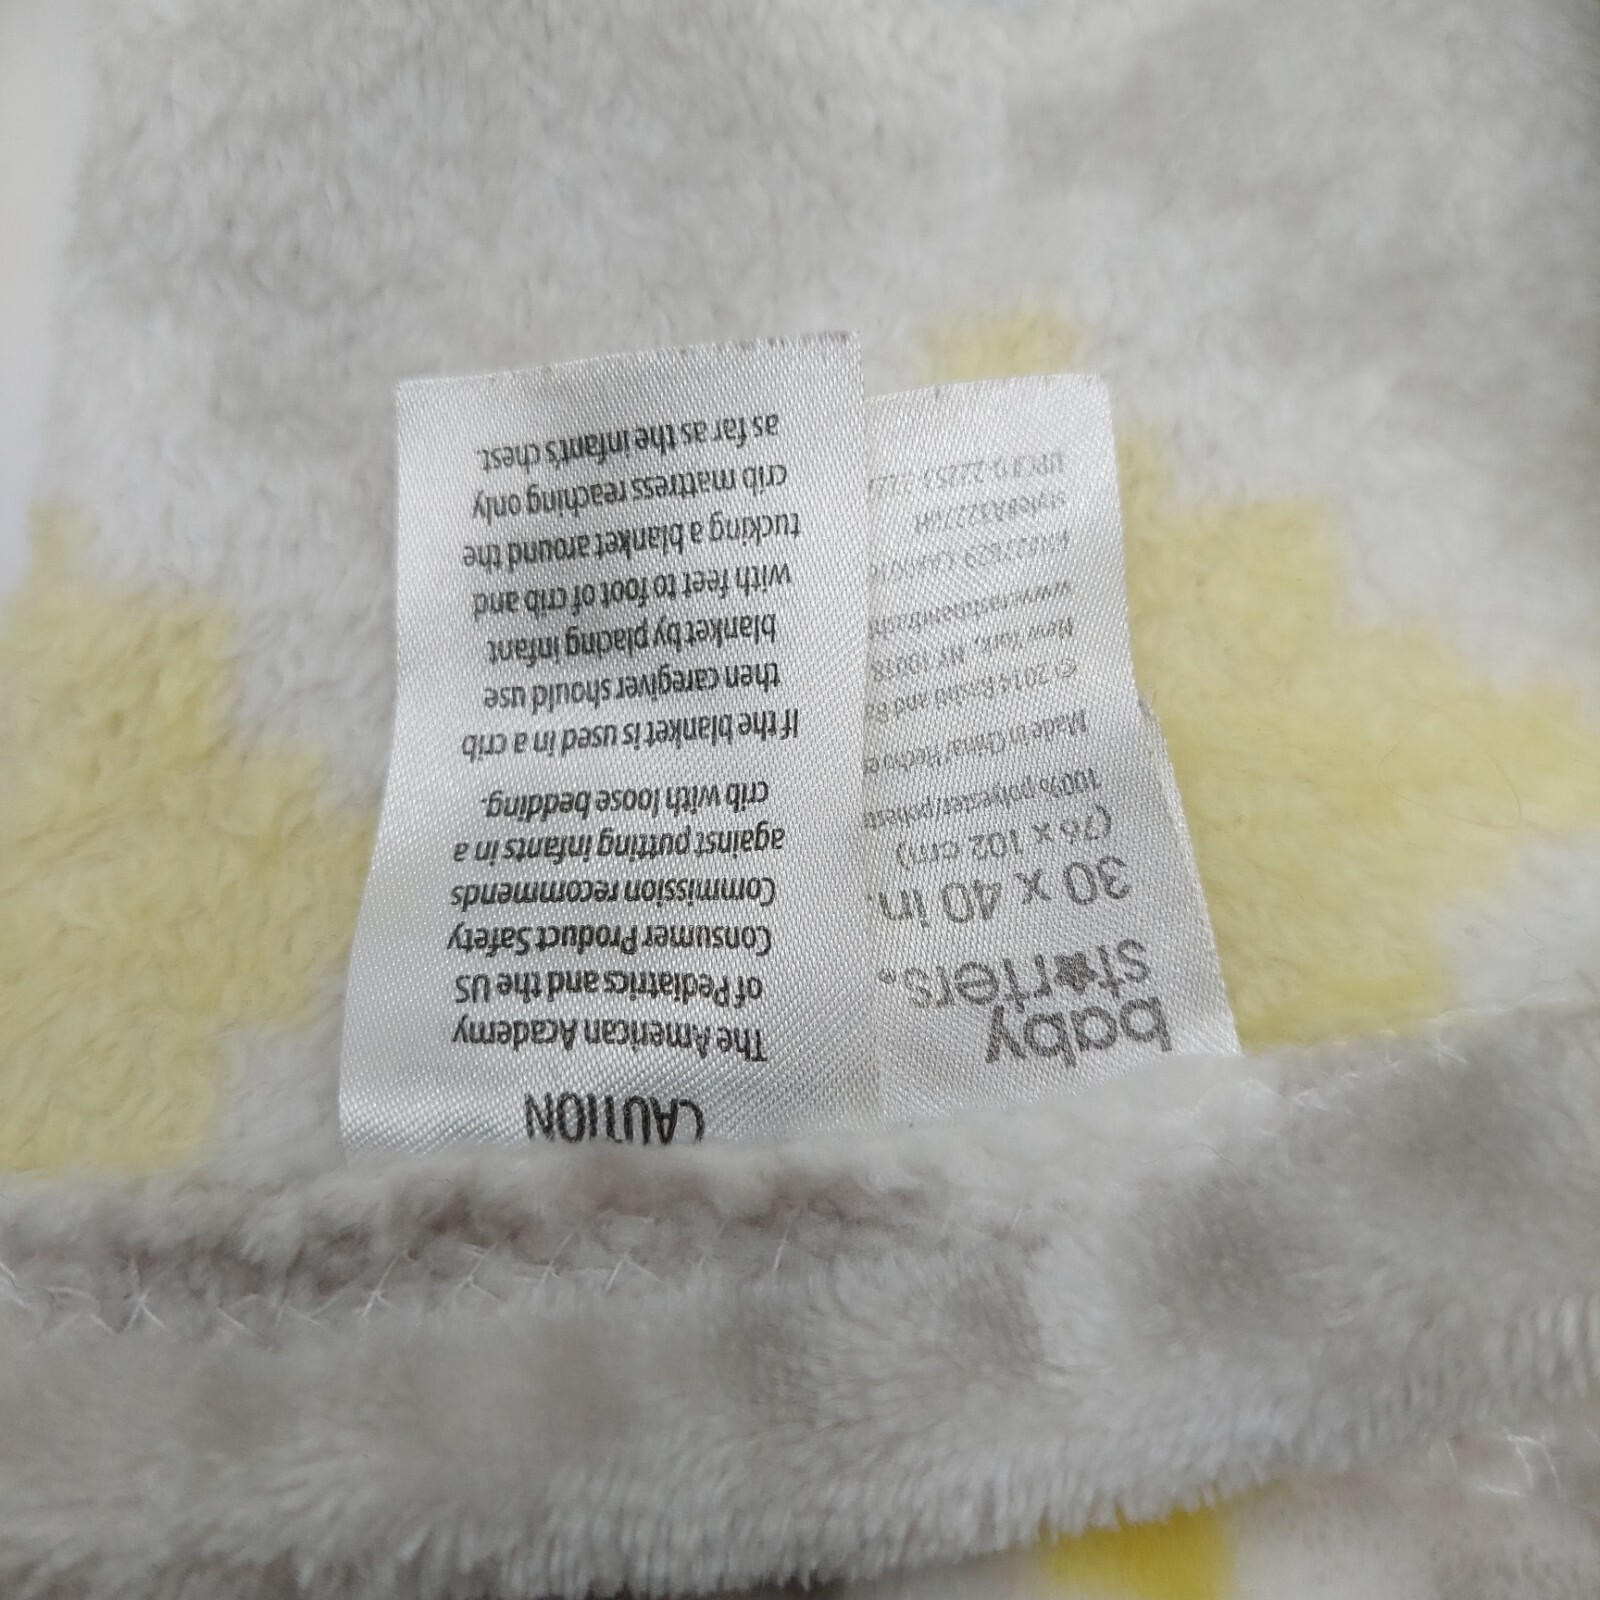 CAUTION
The American Academy
of Pediatrics and the US
Consumer Product Safety
Commission recommends
against putting infants in a
crib with loose bedding.
If the blanket is used in a crib
then caregiver should use
blanket by placing infant
with feet to foot of crib and
tucking a blanket around the
crib mattress reaching only
as far as the infant's chest.
baby
starters.
30 x 40 in.
(76 x 102 cm)
100% polyester/poliest
Made in China/Hecho e
© 2014 Rashti and
New York, NY 10018